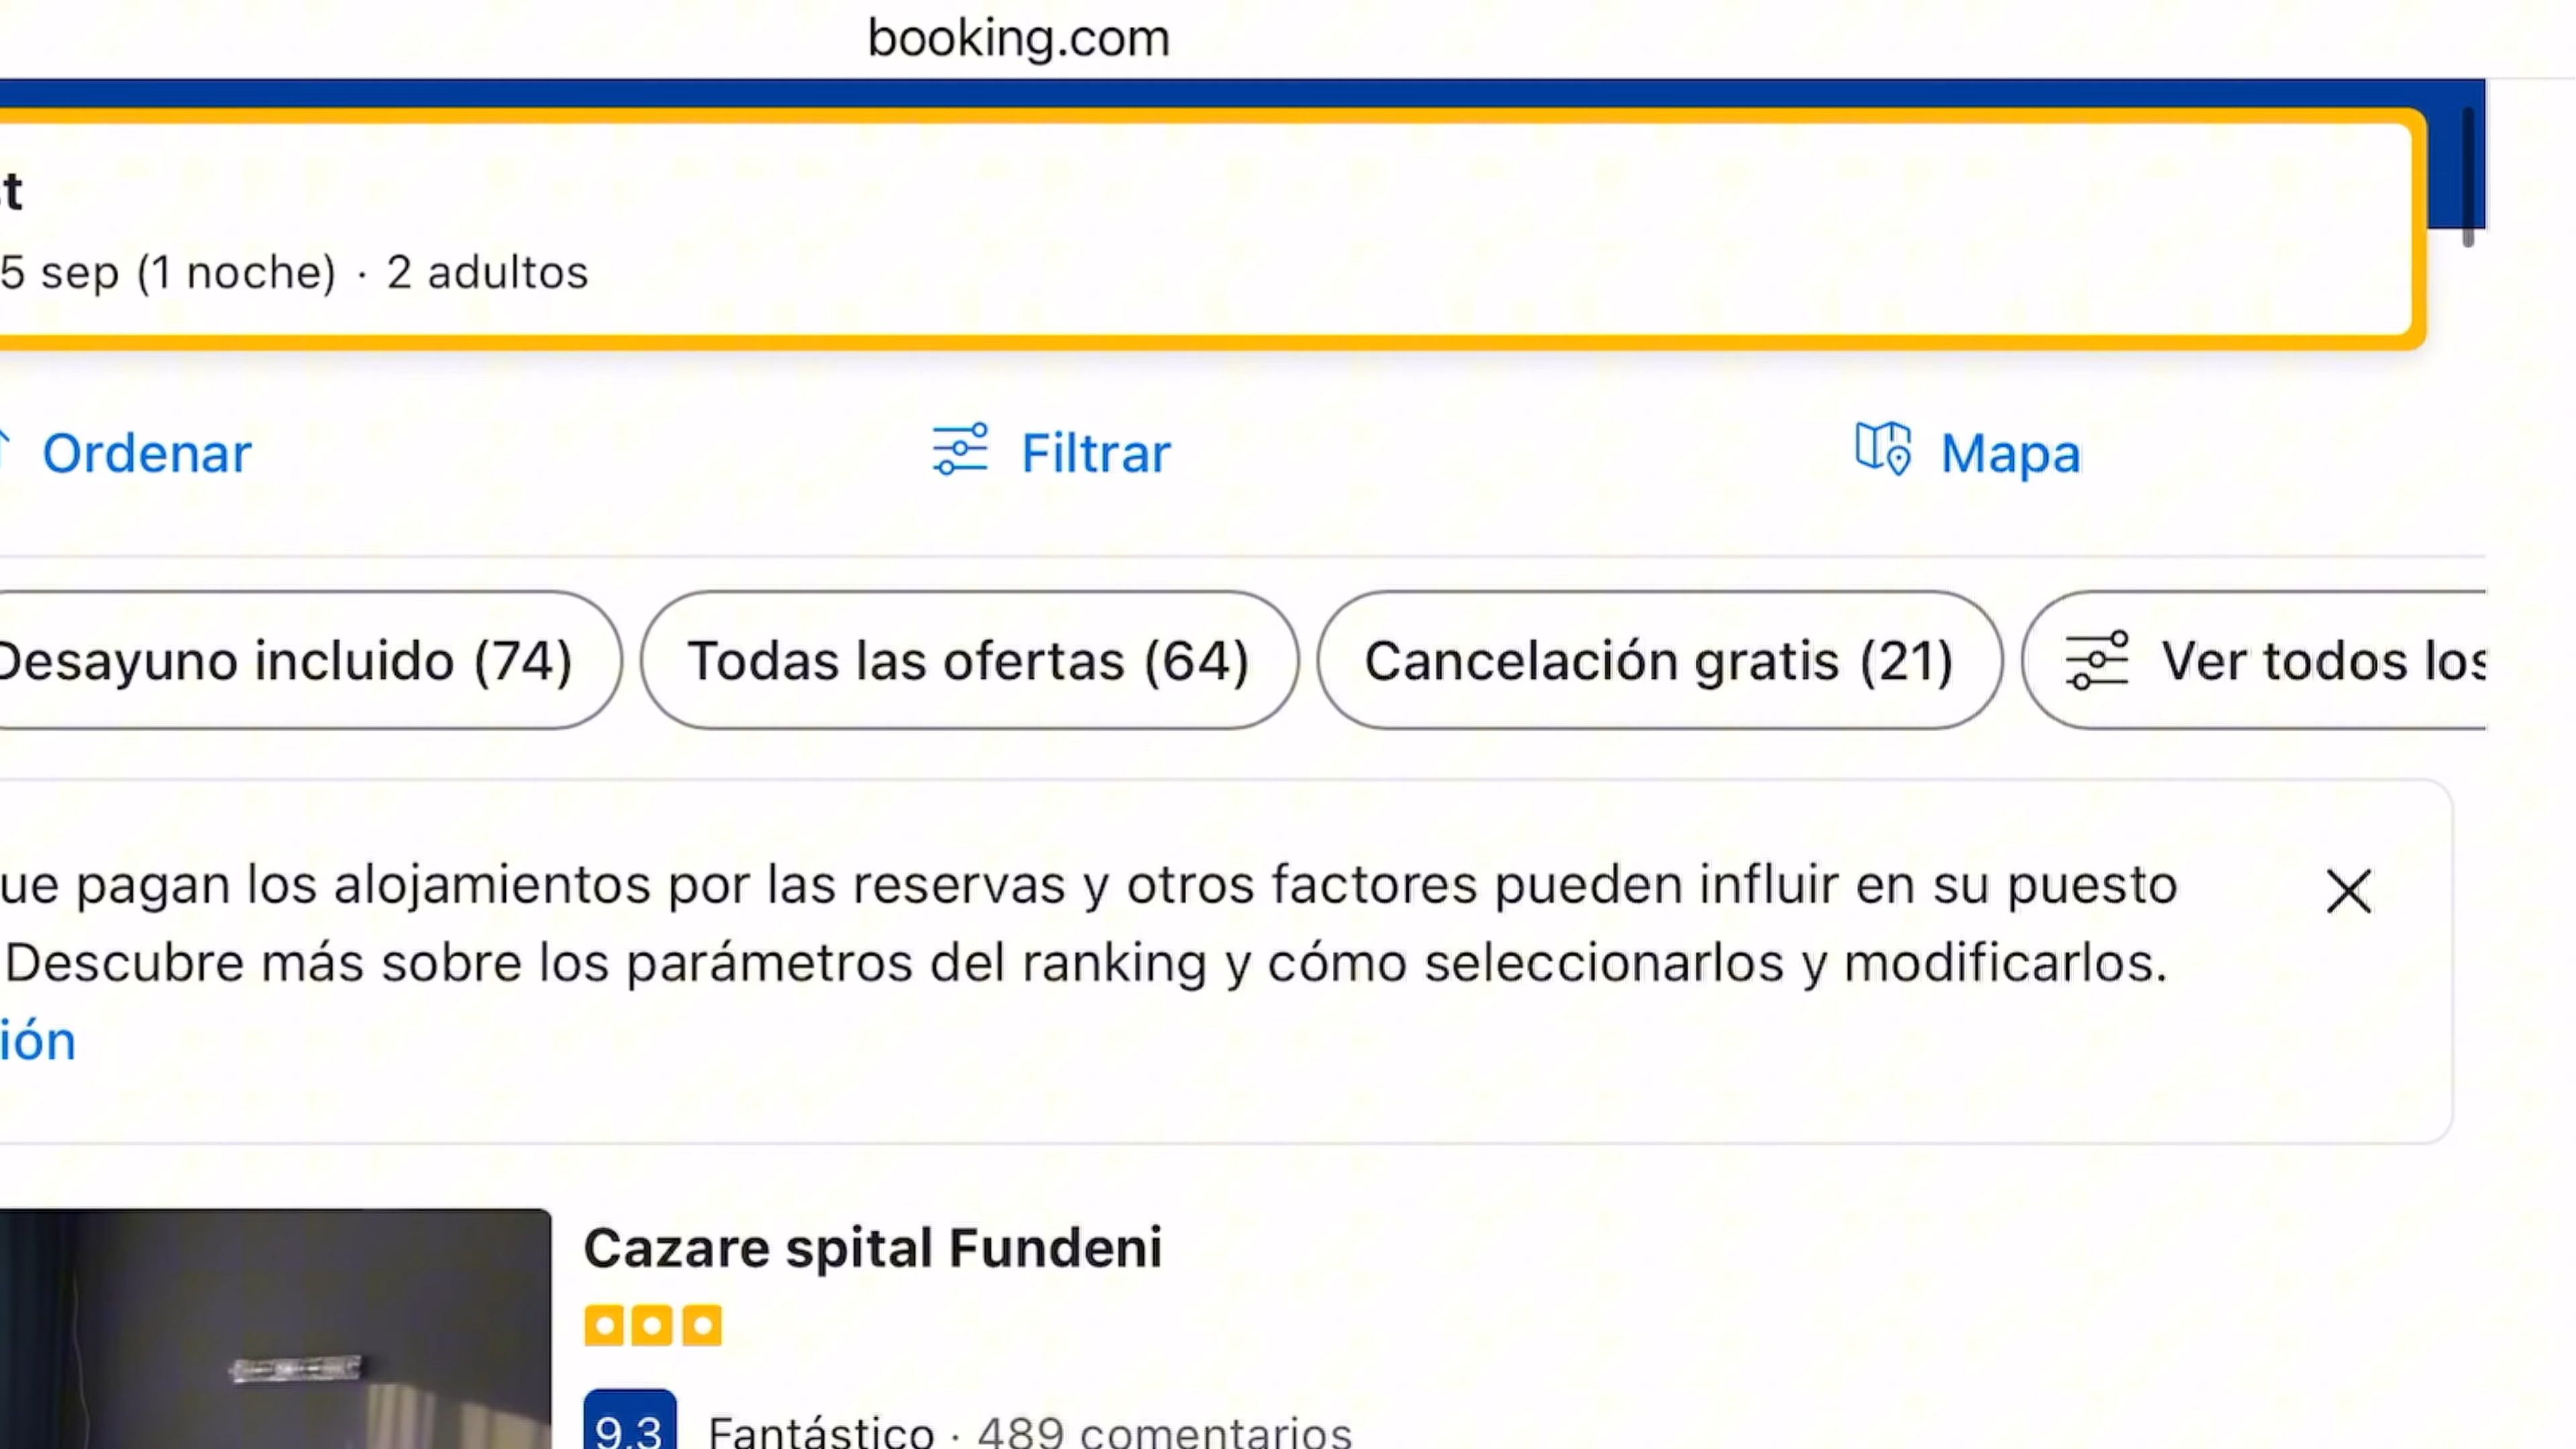 booking.com
5 sep (1 noche) · 2 adultos
Ordenar
Filtrar
Mapa
Desayuno incluido (74)
Todas las ofertas (64)
Cancelación gratis (21)
Ver todos los
pagan los alojamientos por las reservas y otros factores pueden influir en su puesto
Descubre más sobre los parámetros del ranking y cómo seleccionarlos y modificarlos.
Cazare spital Fundeni
9,3
Fantástico · 489 comentarios